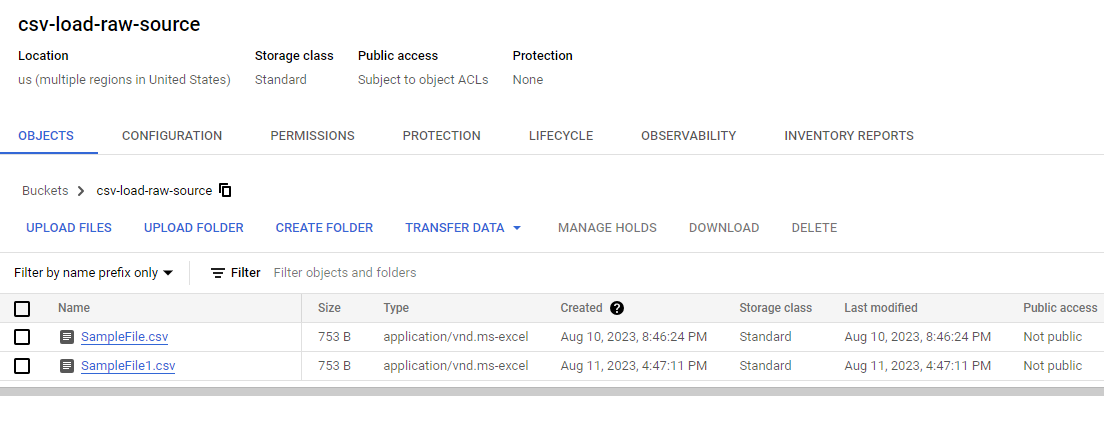 csv-load-raw-source
Location Storage class Public access Protection
us (multiple regions in United States) Standard Subject to object ACLs None
OBJECTS CONFIGURATION PERMISSIONS PROTECTION LIFECYCLE OBSERVABILITY INVENTORY REPORTS
Buckets > csv-load-raw-source
UPLOAD FILES UPLOAD FOLDER CREATE FOLDER TRANSFER DATA MANAGE HOLDS DOWNLOAD DELETE
Filter by name prefix only Filter Filter objects and folders
Name Size Type Created ? Storage class Last modified Public access
SampleFile.csv 753 B application/vnd.ms-excel Aug 10, 2023, 8:46:24 PM Standard Aug 10, 2023, 8:46:24 PM Not public
SampleFile1.csv 753 B application/vnd.ms-excel Aug 11, 2023, 4:47:11 PM Standard Aug 11, 2023, 4:47:11 PM Not public